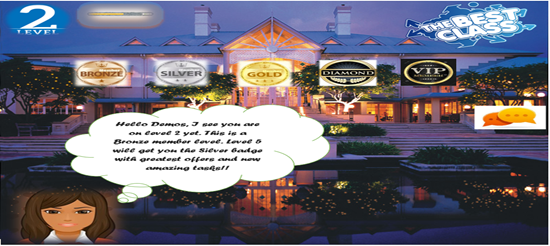 2
LEVEL
THE BEST
CLASS
BRONZE
SILVER
GOLD
DIAMOND
VIP
Hello Demos, I see you are
on level 2 yet. This is a
Bronze member level. Level 5
will get you the Silver badge
with greatest offers and new
amazing tasks!!